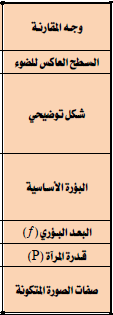 وجه المقارنة
السطح العاكس للضوء
شكل توضيحي
البؤرة الأساسية
البعد البؤري (f)
قدرة المرآة (P)
صفات الصورة المتكونة